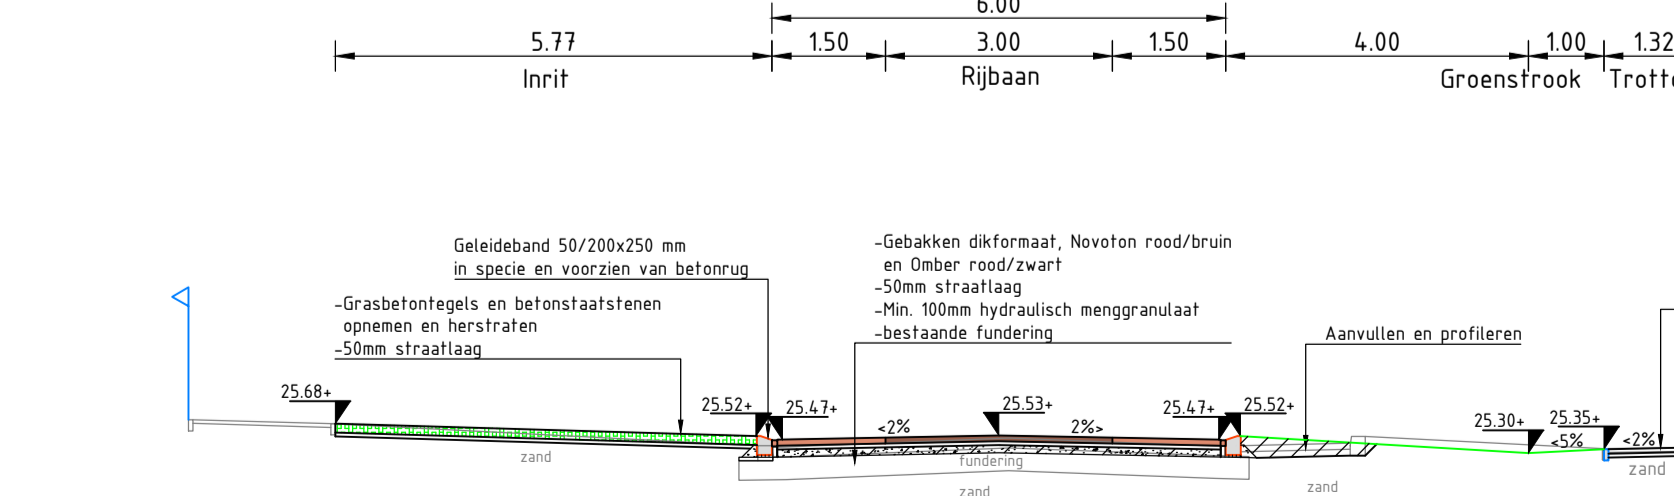 6.00
5.77 1.50 3.00 1.50 4.00 1.00 1.32
Inrit Rijbaan Groenstrook
Geleideband 50/200x250 mm
in specie en voorzien van betonrug
-Grasbetontegels en betonstaatstenen
opnemen en herstraten
-50mm straatlaag
-Gebakken dikformaat, Novoton rood/bruin
en Omber rood/zwart
-50mm straatlaag
-Min. 100mm hydraulisch menggranulaat
-bestaande fundering
Aanvullen en profileren
25.68+ 25.52+ 25.47+ 25.53+ 25.47+ 25.52+ 25.30+ 25.35+
<2% 2%> <5% <2%
zand fundering zand
zand zand